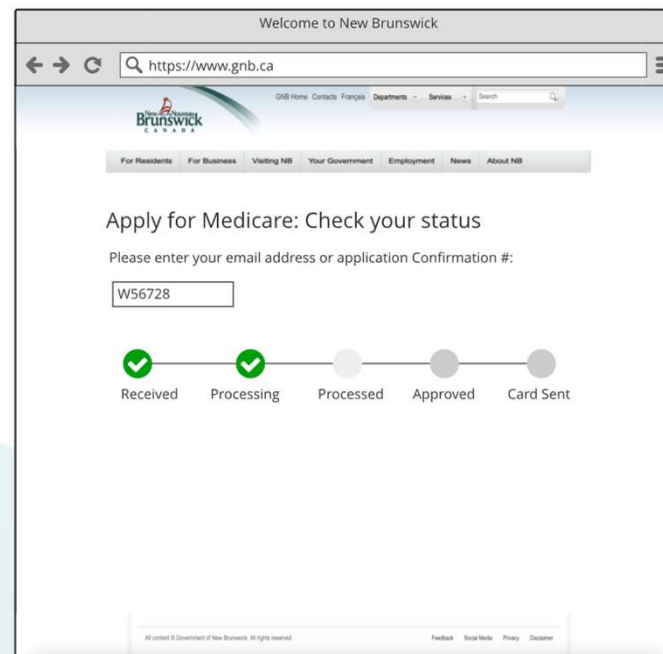 Welcome to New Brunswick
https://www.gnb.ca
GNB Home Contacts Français Departments Services Search
New Nouveau
Brunswick
CANADA
For Residents For Business Visiting NB Your Government Employment News About NB
Apply for Medicare: Check your status
Please enter your email address or application Confirmation #:
W56728
Received Processing Processed Approved Card Sent
All content © Government of New Brunswick. All rights reserved. Feedback Social Media Privacy Disclaimer